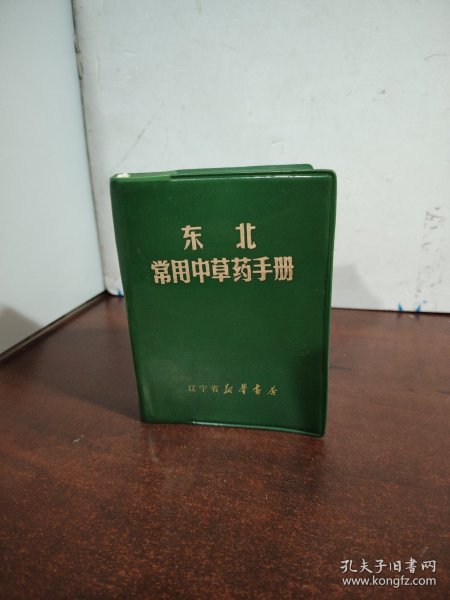 东 北
常用中草药手册
辽宁省新华书店
孔夫子旧书网
www.kongfz.com